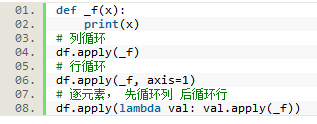 01. def _f(x):
02.     print(x)
03. # 列循环
04. df.apply(_f)
05. # 行循环
06. df.apply(_f, axis=1)
07. # 逐元素， 先循环列 后循环行
08. df.apply(lambda val: val.apply(_f))